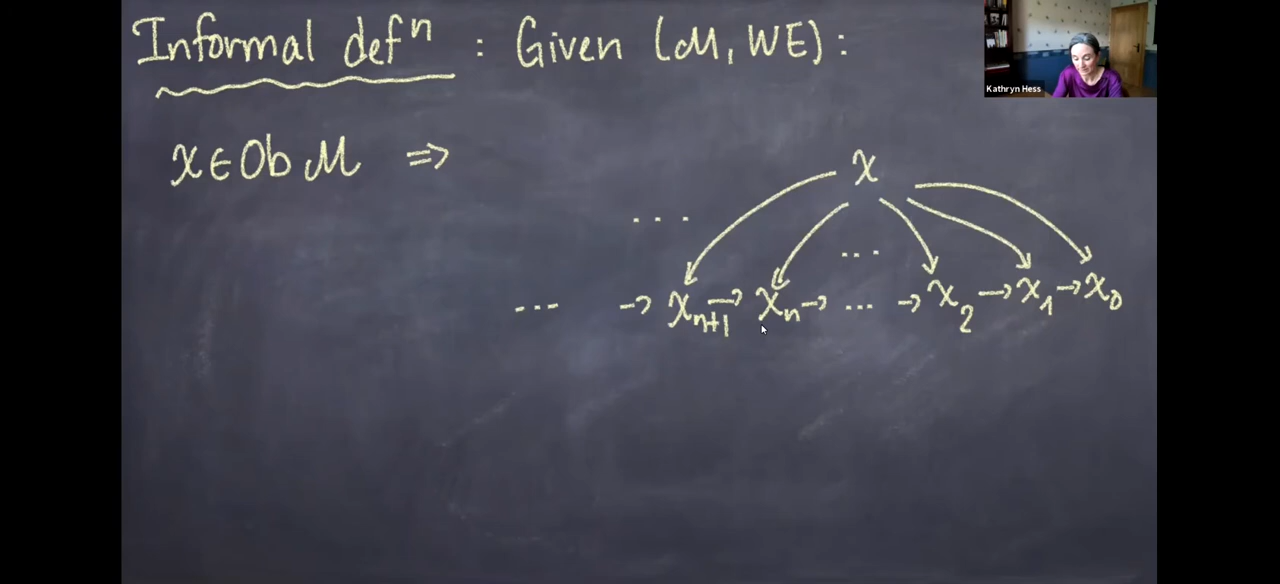 Informal defⁿ : Given (M, WE) :
Kathryn Hess
X ∈ Ob M ⇒
X
...
...
... → Xₙ₊₁ → Xₙ → ... → X₂ → X₁ → X₀